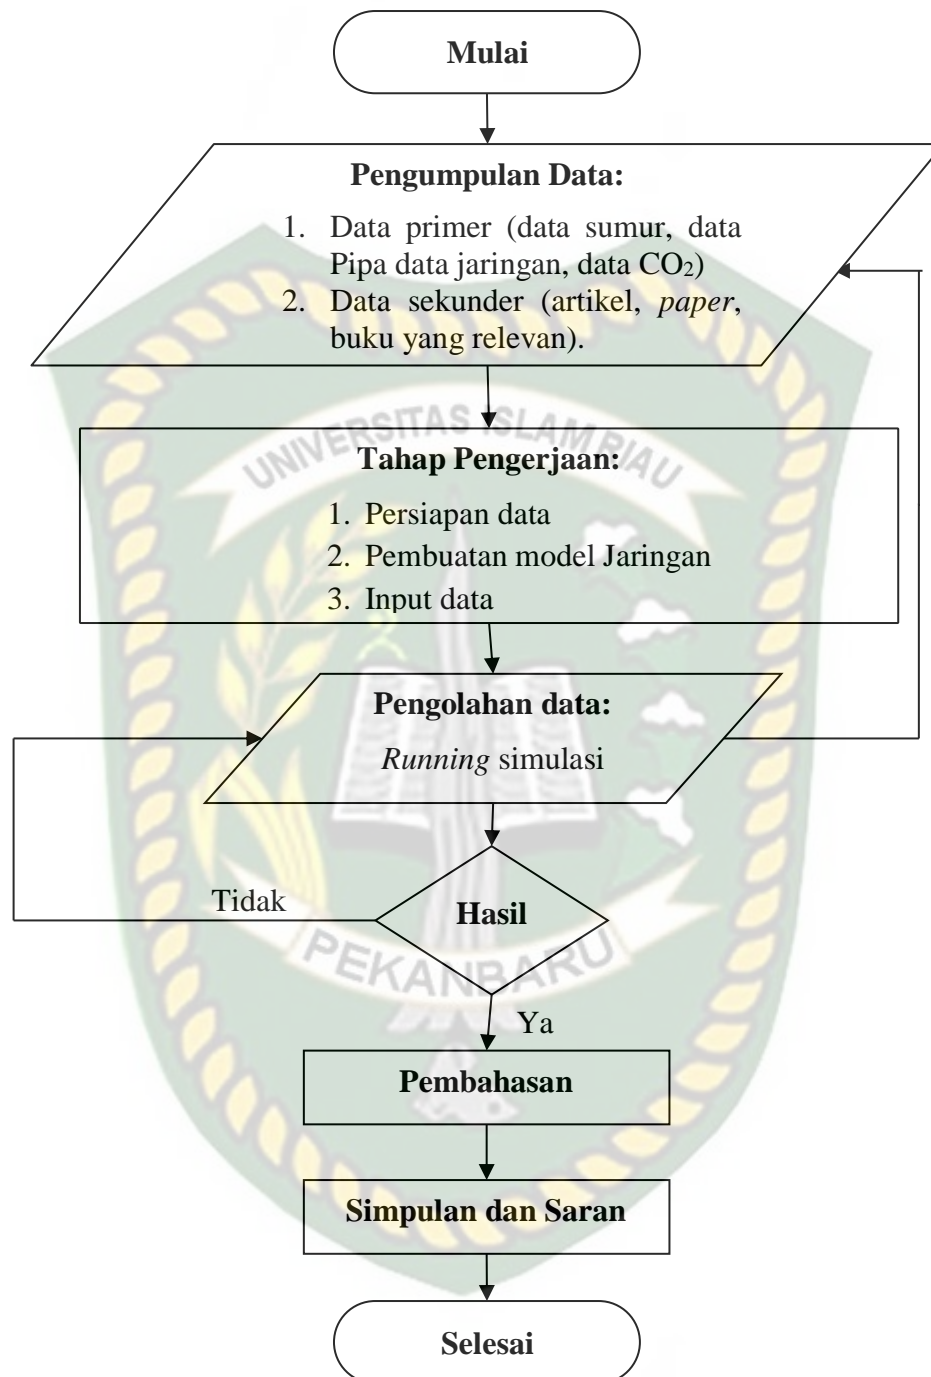 Mulai
Pengumpulan Data:
1. Data primer (data sumur, data
Pipa data jaringan, data CO₂)
2. Data sekunder (artikel, paper,
buku yang relevan).
UNIVERSITAS ISLAM RIAU
Tahap Pengerjaan:
1. Persiapan data
2. Pembuatan model Jaringan
3. Input data
Pengolahan data:
Running simulasi
Tidak
Hasil
PEKANBARU
Ya
Pembahasan
Simpulan dan Saran
Selesai